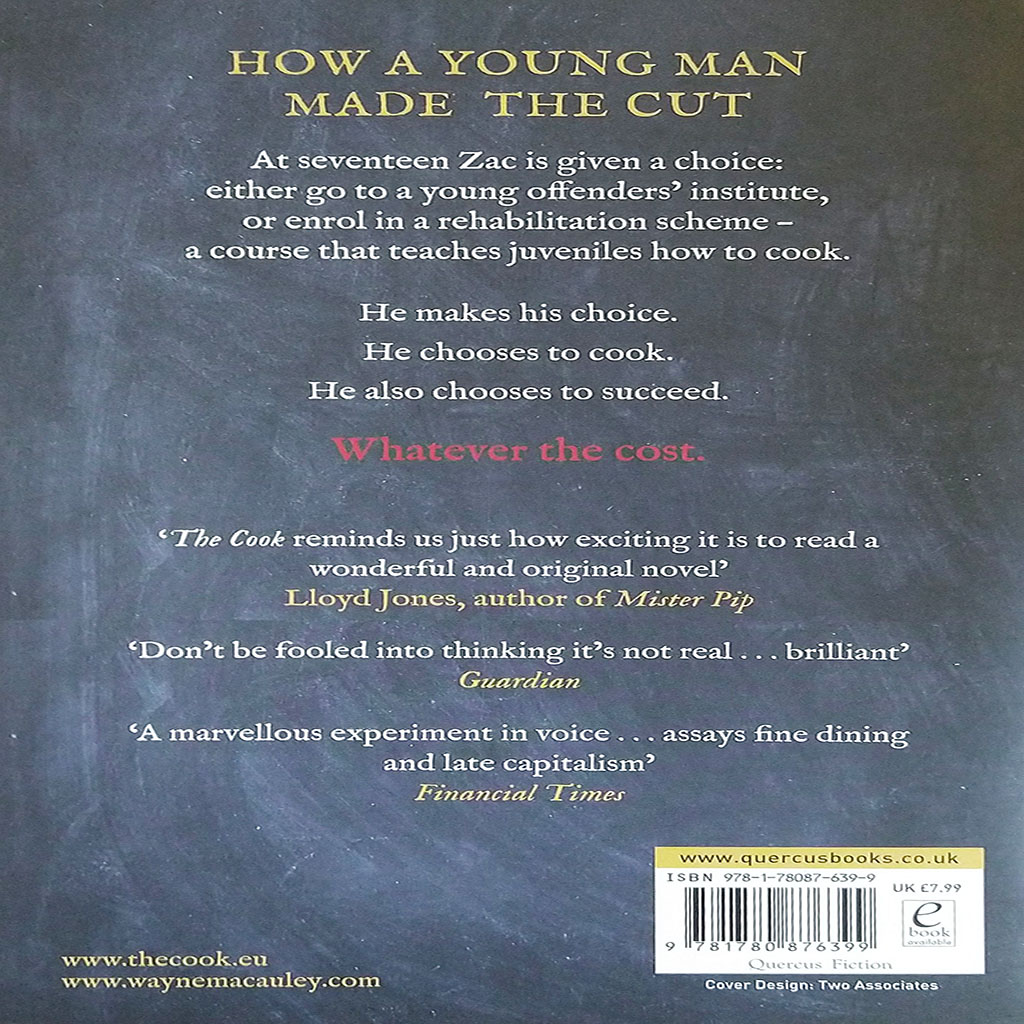 HOW A YOUNG MAN
MADE THE CUT
At seventeen Zac is given a choice:
either go to a young offenders' institute,
or enrol in a rehabilitation scheme –
a course that teaches juveniles how to cook.
He makes his choice.
He chooses to cook.
He also chooses to succeed.
Whatever the cost.
'The Cook reminds us just how exciting it is to read a
wonderful and original novel'
Lloyd Jones, author of Mister Pip
'Don't be fooled into thinking it's not real . . . brilliant'
Guardian
'A marvellous experiment in voice . . . assays fine dining
and late capitalism'
Financial Times
www.quercusbooks.co.uk
ISBN 978-1-78087-639-9
UK £7.99
e
book
available
9 781780 876399
Quercus Fiction
Cover Design: Two Associates
www.thecook.eu
www.waynemacauley.com